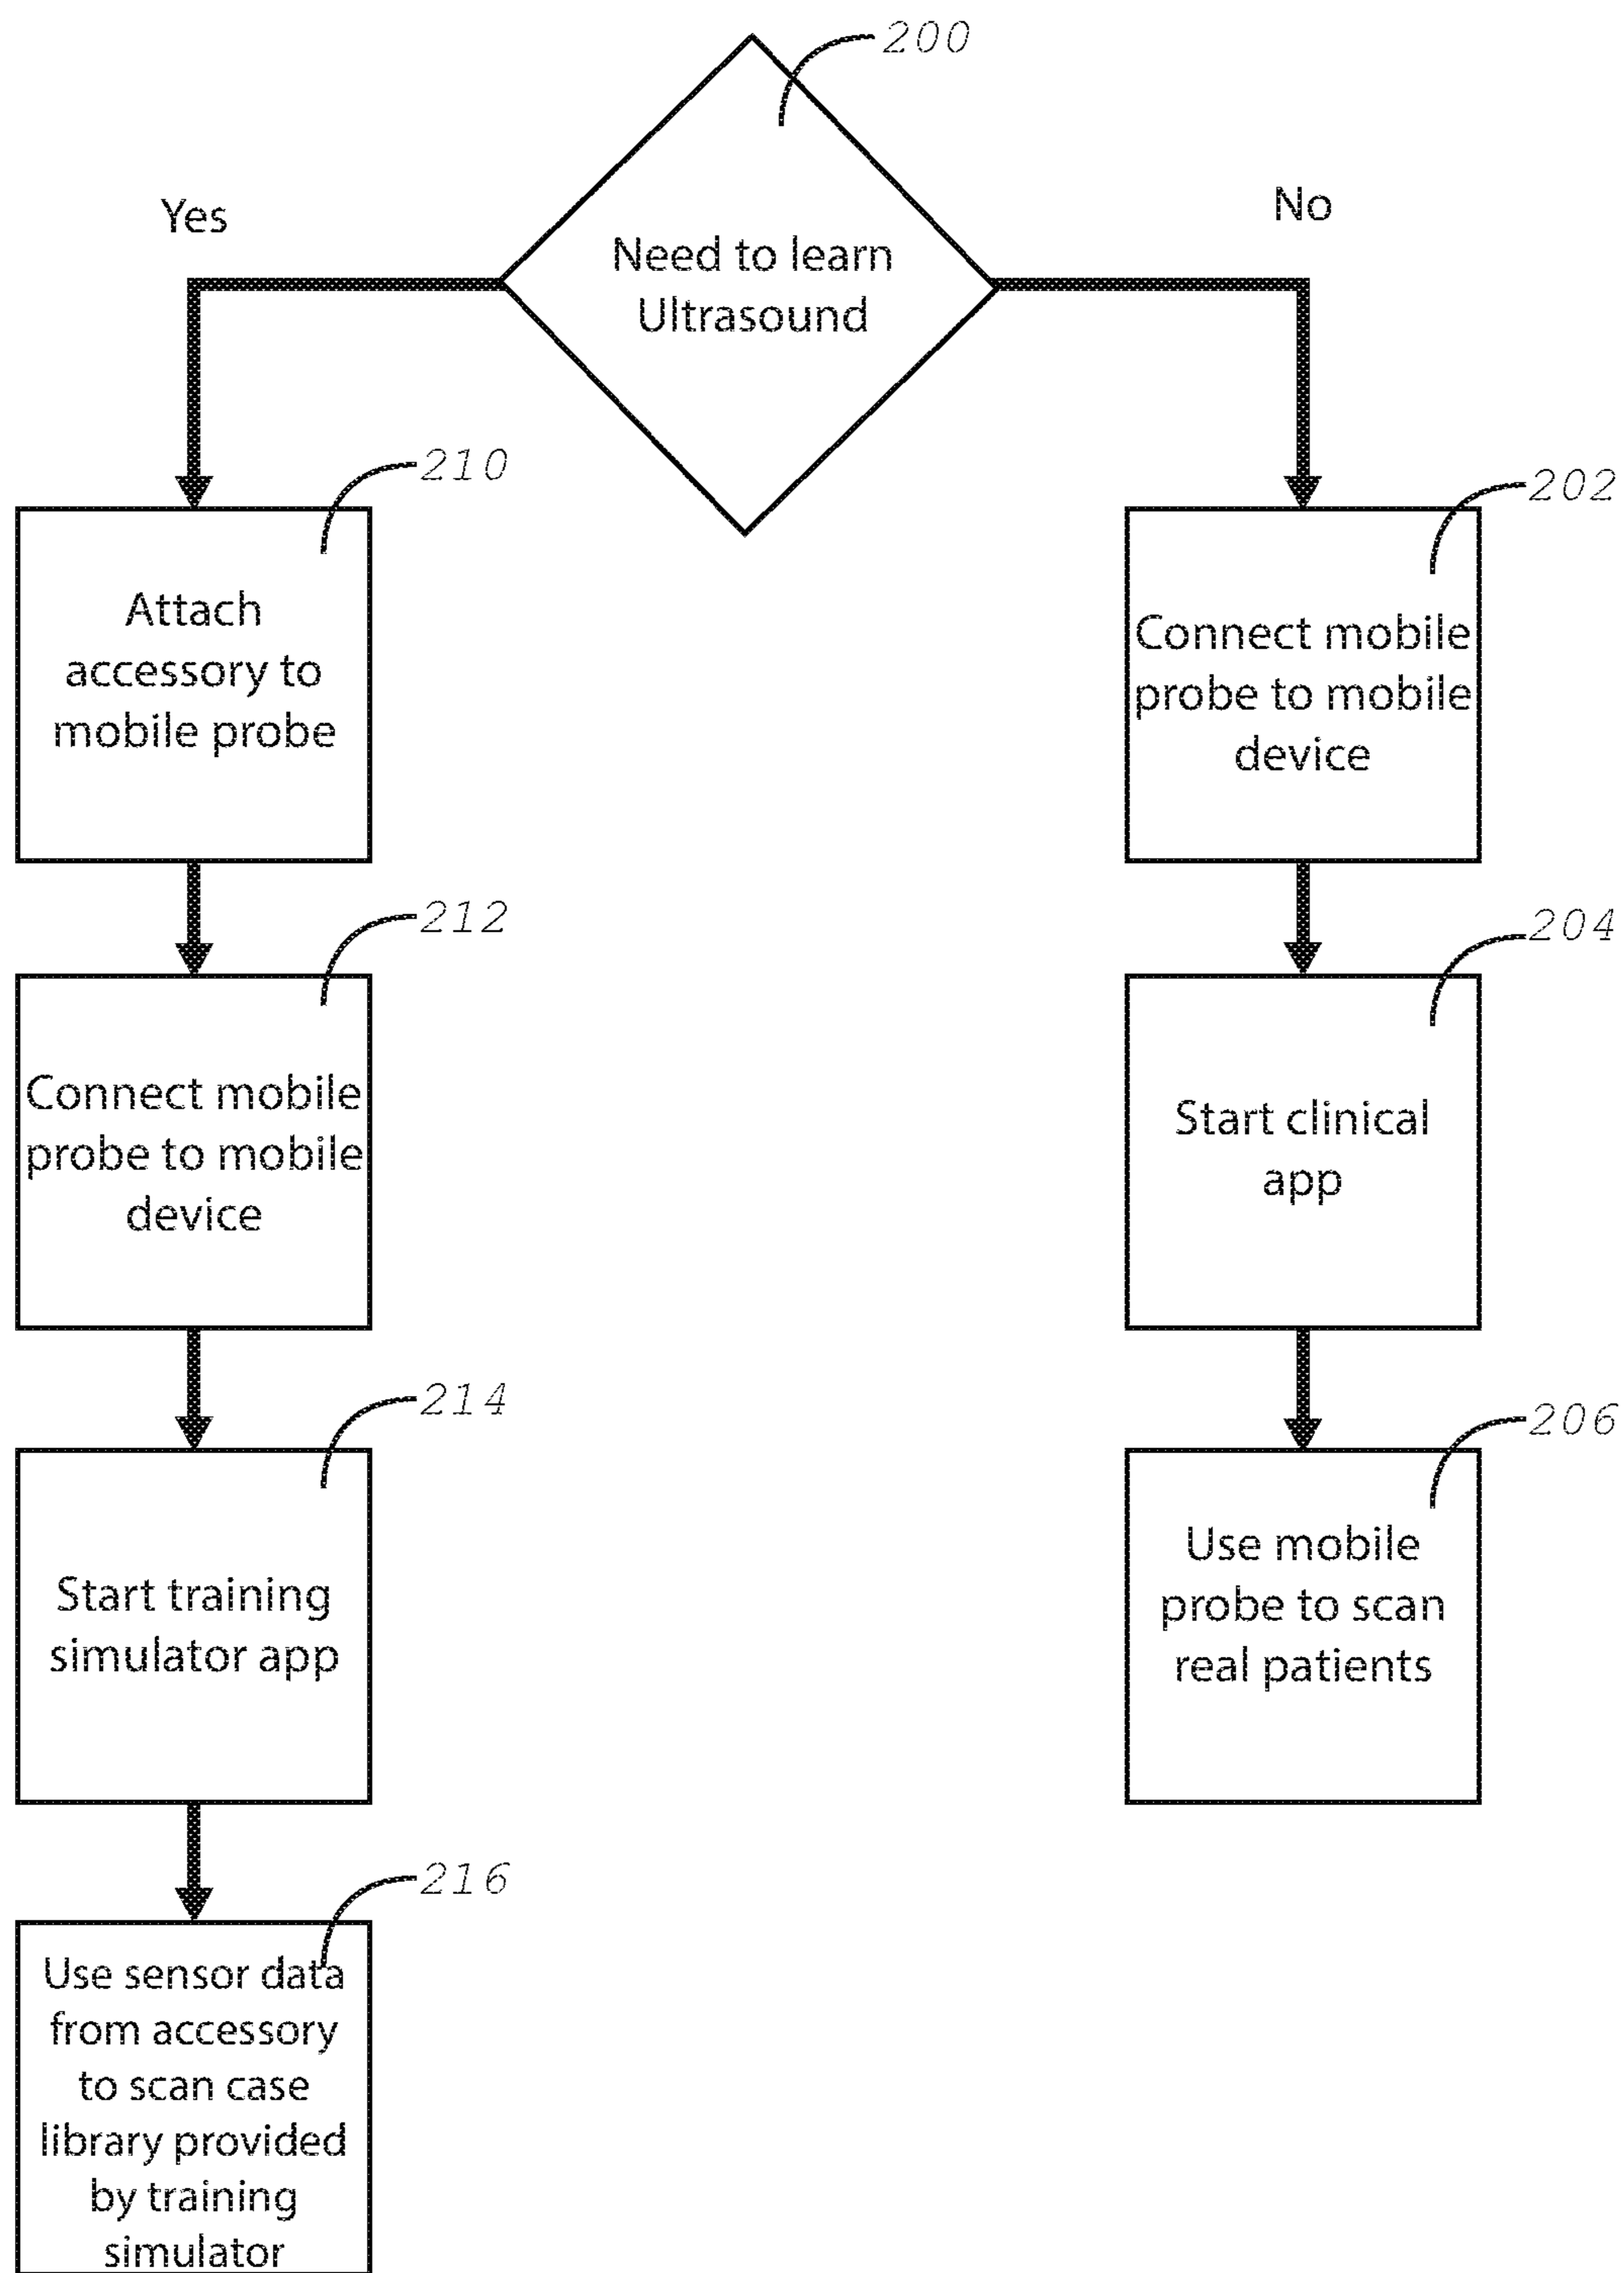 200
Yes
No
Need to learn
Ultrasound
210
Attach
accessory to
mobile probe
202
Connect mobile
probe to mobile
device
212
Connect mobile
probe to mobile
device
204
Start clinical
app
214
Start training
simulator app
206
Use mobile
probe to scan
real patients
216
Use sensor data
from accessory
to scan case
library provided
by training
simulator